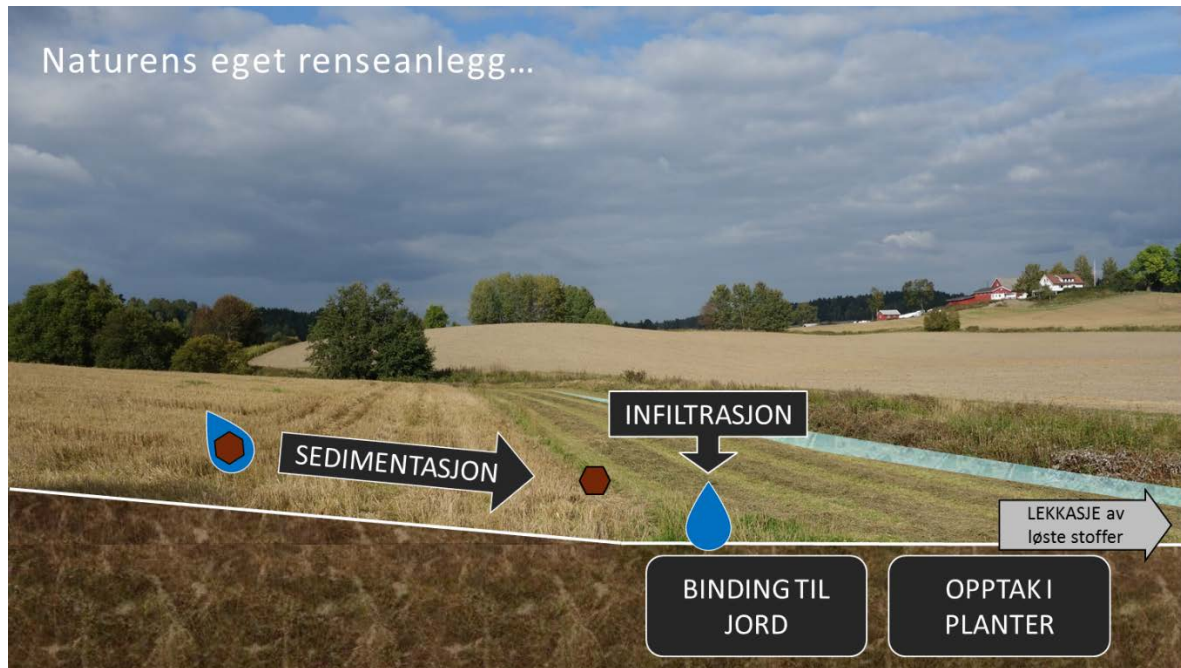 Naturens eget renseanlegg…
SEDIMENTASJON
INFILTRASJON
LEKKASJE av
løste stoffer
BINDING TIL
JORD
OPPTAK I
PLANTER